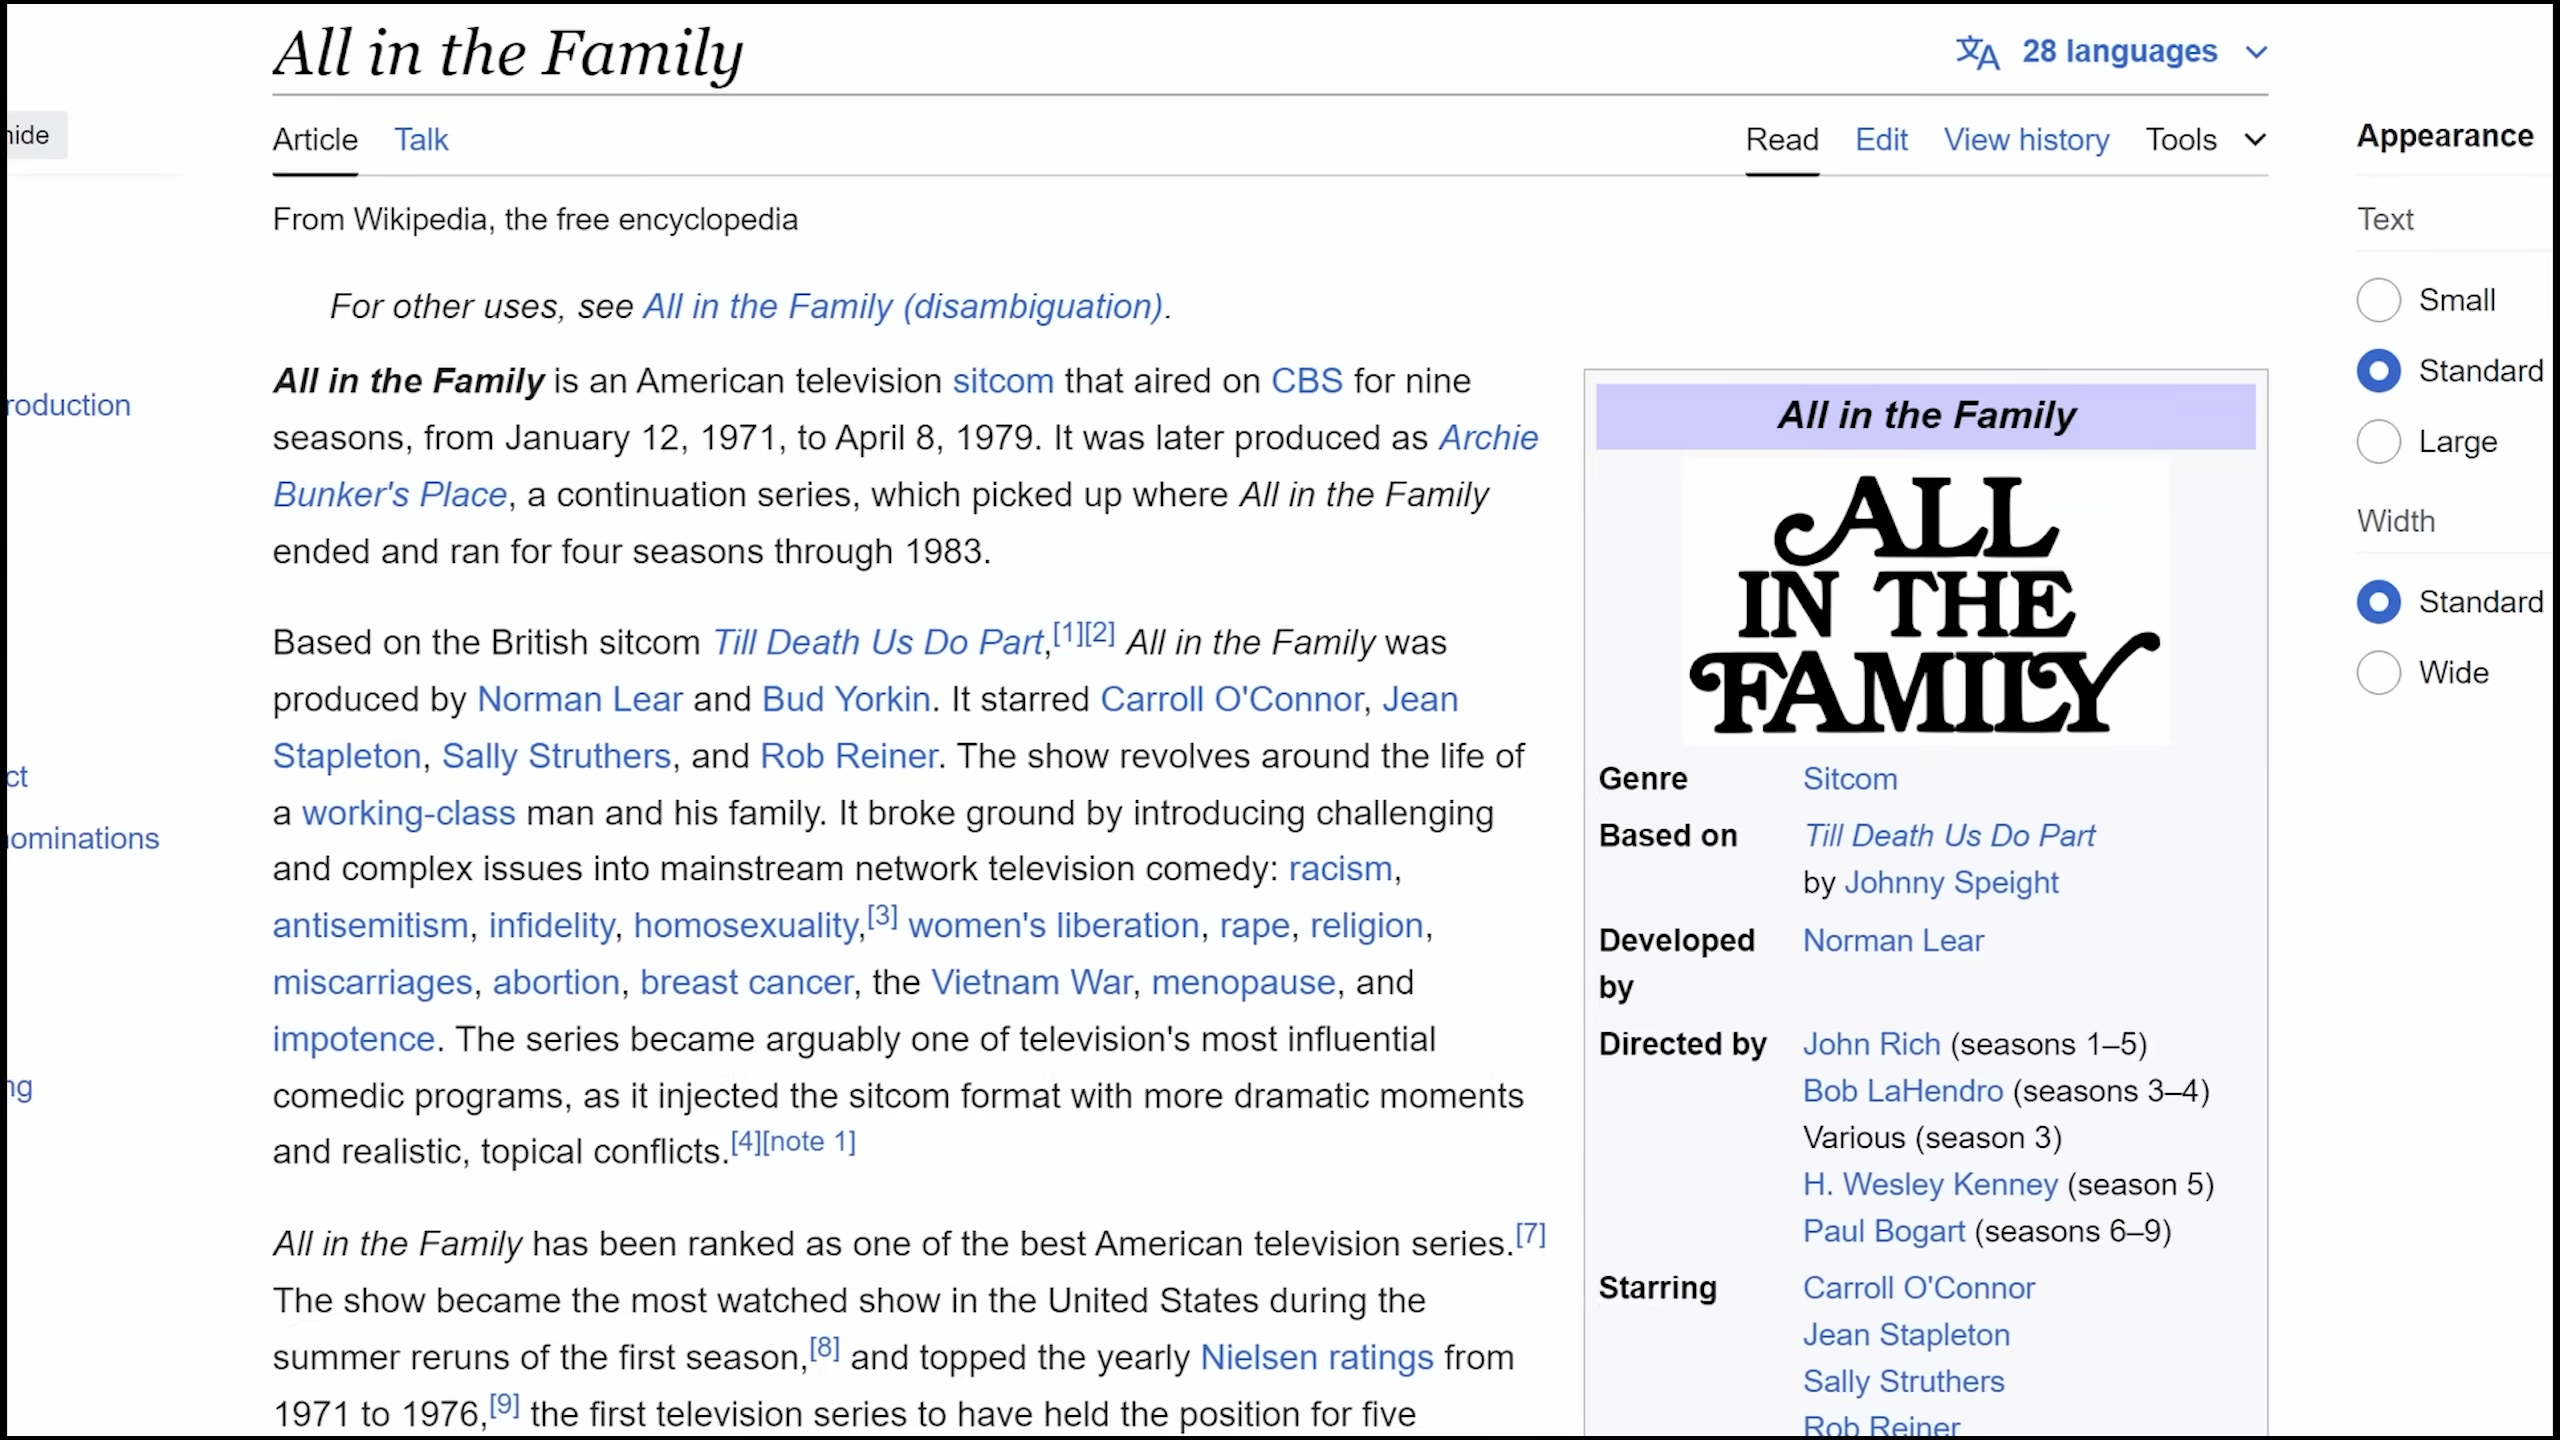 All in the Family
28 languages
hide
Article
Talk
Read
Edit
View history
Tools
Appearance
From Wikipedia, the free encyclopedia
Text
For other uses, see All in the Family (disambiguation).
Small
Standard
Large
Width
Standard
Wide
roduction
ct
ominations
ng
All in the Family is an American television sitcom that aired on CBS for nine
seasons, from January 12, 1971, to April 8, 1979. It was later produced as Archie
Bunker's Place, a continuation series, which picked up where All in the Family
ended and ran for four seasons through 1983.
Based on the British sitcom Till Death Us Do Part,[1][2] All in the Family was
produced by Norman Lear and Bud Yorkin. It starred Carroll O'Connor, Jean
Stapleton, Sally Struthers, and Rob Reiner. The show revolves around the life of
a working-class man and his family. It broke ground by introducing challenging
and complex issues into mainstream network television comedy: racism,
antisemitism, infidelity, homosexuality,[3] women's liberation, rape, religion,
miscarriages, abortion, breast cancer, the Vietnam War, menopause, and
impotence. The series became arguably one of television's most influential
comedic programs, as it injected the sitcom format with more dramatic moments
and realistic, topical conflicts.[4][note 1]
All in the Family has been ranked as one of the best American television series.[7]
The show became the most watched show in the United States during the
summer reruns of the first season,[8] and topped the yearly Nielsen ratings from
1971 to 1976,[9] the first television series to have held the position for five
All in the Family
ALL
IN THE
FAMILY
Genre Sitcom
Based on Till Death Us Do Part
by Johnny Speight
Developed Norman Lear
by
Directed by John Rich (seasons 1–5)
Bob LaHendro (seasons 3–4)
Various (season 3)
H. Wesley Kenney (season 5)
Paul Bogart (seasons 6–9)
Starring Carroll O'Connor
Jean Stapleton
Sally Struthers
Rob Reiner